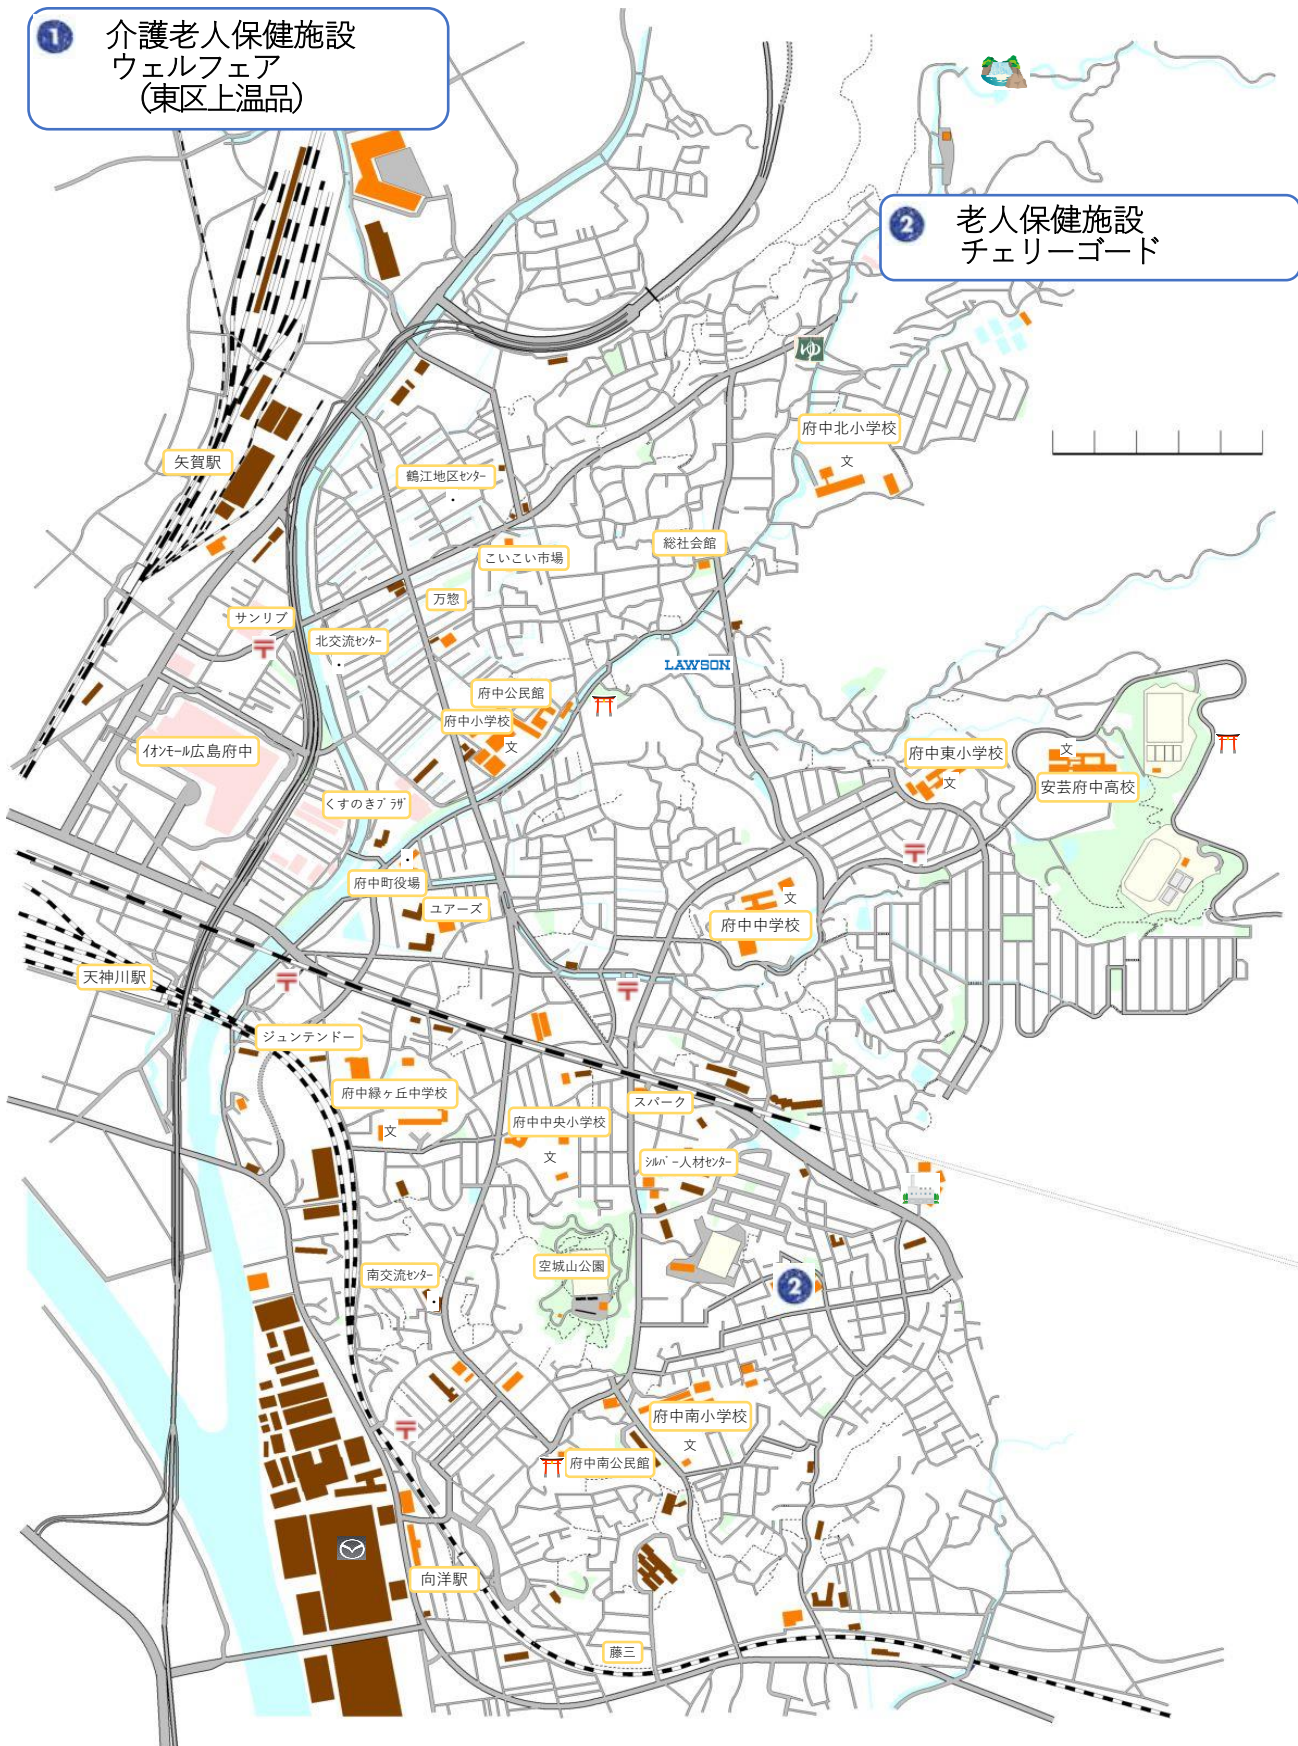 1 介護老人保健施設
ウェルフェア
(東区上温品)
2 老人保健施設
チェリーゴード
ゆ
府中北小学校
文
矢賀駅
鶴江地区ｾﾝﾀｰ
こいこい市場
総社会館
万惣
サンリブ
北交流ｾﾝﾀｰ
LAWSON
府中公民館
府中小学校
文
ｲｵﾝﾓｰﾙ広島府中
府中東小学校
文
文
安芸府中高校
くすのきﾌﾟﾗｻﾞ
府中町役場
ユアーズ
文
府中中学校
天神川駅
ジュンテンドー
府中緑ヶ丘中学校
文
スパーク
府中中央小学校
文
ｼﾙﾊﾞｰ人材ｾﾝﾀｰ
空城山公園
南交流ｾﾝﾀｰ
2
府中南小学校
文
府中南公民館
向洋駅
藤三